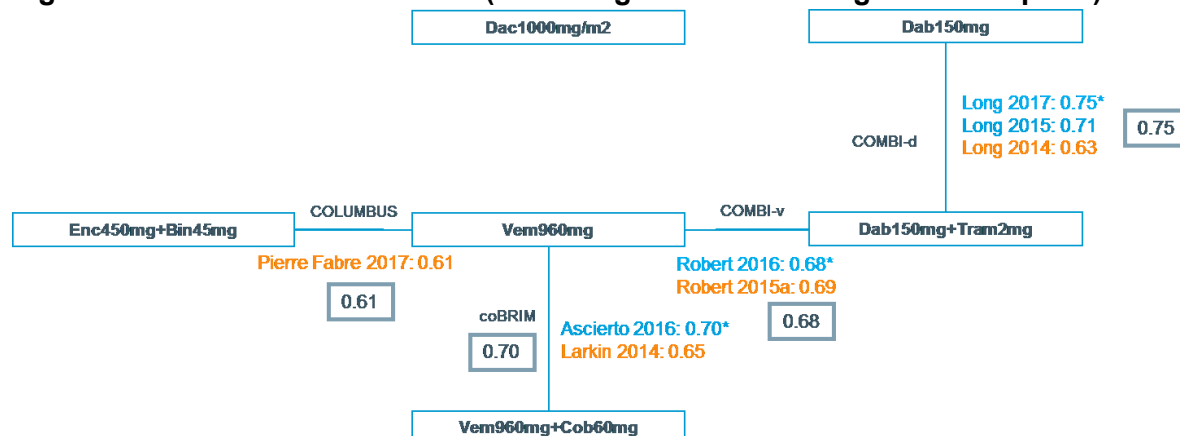 Dac1000mg/m2
Dab150mg
Long 2017: 0.75*
Long 2015: 0.71
Long 2014: 0.63
0.75
COMBI-d
COLUMBUS
COMBI-v
Enc450mg+Bin45mg
Vem960mg
Dab150mg+Tram2mg
Pierre Fabre 2017: 0.61
0.61
Robert 2016: 0.68*
Robert 2015a: 0.69
0.68
coBRIM
0.70
Ascierto 2016: 0.70*
Larkin 2014: 0.65
Vem960mg+Cob60mg